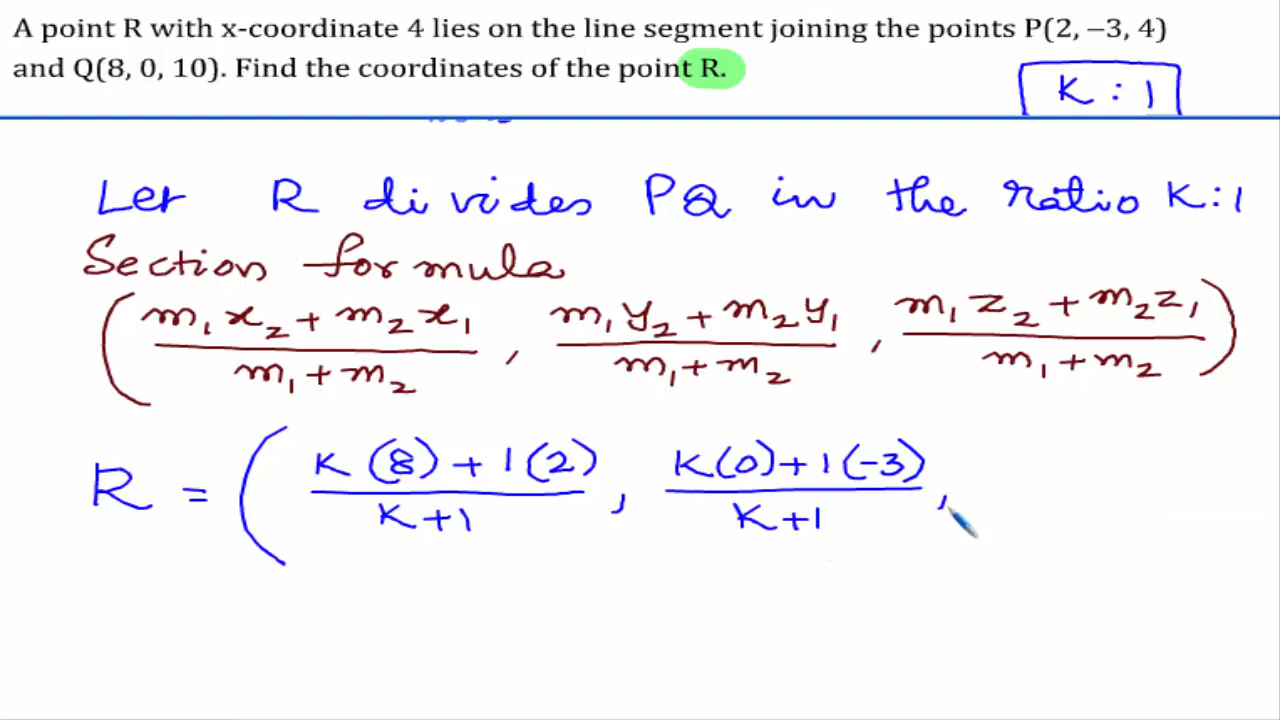 A point R with x-coordinate 4 lies on the line segment joining the points P(2, −3, 4)
and Q(8, 0, 10). Find the coordinates of the point R.
K : 1
Let R divides PQ in the ratio K:1
Section formula
( m₁x₂ + m₂x₁ / m₁ + m₂ , m₁y₂ + m₂y₁ / m₁ + m₂ , m₁z₂ + m₂z₁ / m₁ + m₂ )
R = ( K(8) + 1(2) / K+1 , K(0) + 1(-3) / K+1 ,